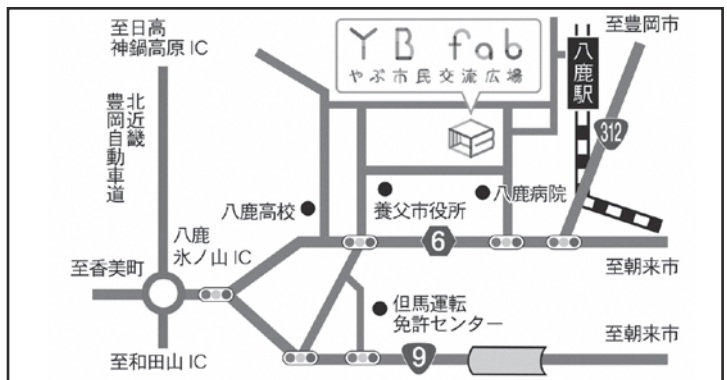 至日高
神鍋高原 IC
YB fab
やぶ市民交流広場
至豊岡市
八鹿駅
312
北近畿
豊岡自動車道
八鹿高校
養父市役所
八鹿病院
八鹿
氷ノ山 IC
6
至香美町
至朝来市
但馬運転
免許センター
至和田山 IC
9
至朝来市